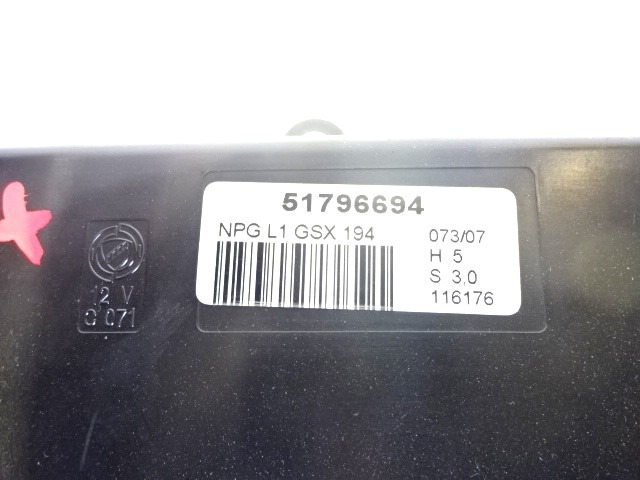 51796694
NPG L1 GSX 194
073/07
H 5
S 3,0
116176
12 V
G 071